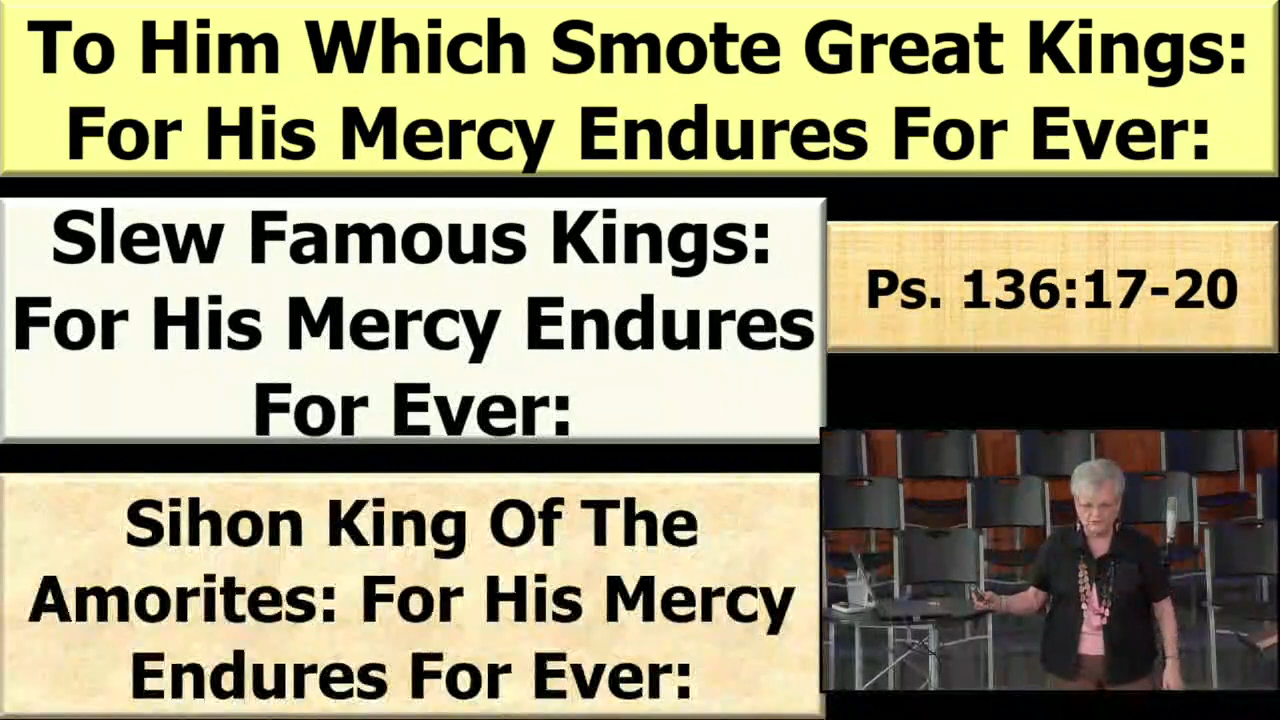 To Him Which Smote Great Kings:
For His Mercy Endures For Ever:
Slew Famous Kings:
For His Mercy Endures
For Ever:
Ps. 136:17-20
Sihon King Of The
Amorites: For His Mercy
Endures For Ever: